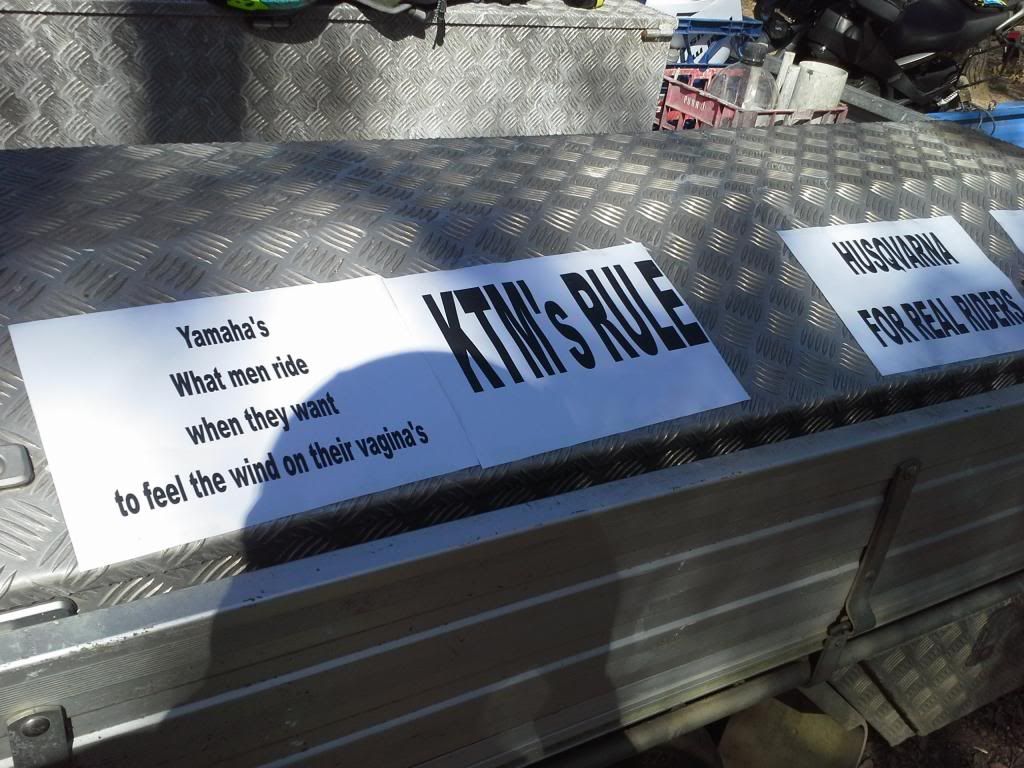 Yamaha's
What men ride
when they want
to feel the wind on their vagina's
KTM's RULE
HUSQVARNA
FOR REAL RIDERS